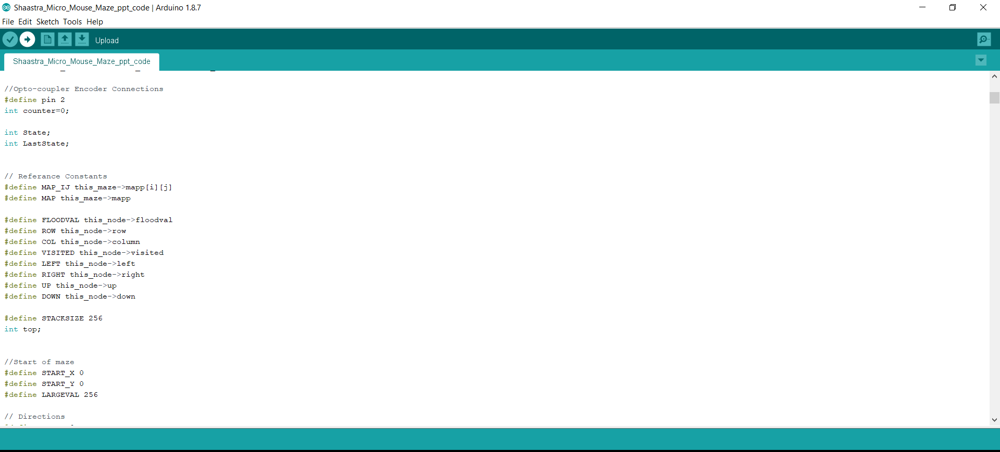 Shaastra_Micro_Mouse_Maze_ppt_code | Arduino 1.8.7
File Edit Sketch Tools Help
Upload
Shaastra_Micro_Mouse_Maze_ppt_code
//Opto-coupler Encoder Connections
#define pin 2
int counter=0;
int State;
int LastState;
// Referance Constants
#define MAP_IJ this_maze->mapp[i][j]
#define MAP this_maze->mapp
#define FLOODVAL this_node->floodval
#define ROW this_node->row
#define COL this_node->column
#define VISITED this_node->visited
#define LEFT this_node->left
#define RIGHT this_node->right
#define UP this_node->up
#define DOWN this_node->down
#define STACKSIZE 256
int top;
//Start of maze
#define START_X 0
#define START_Y 0
#define LARGEVAL 256
// Directions